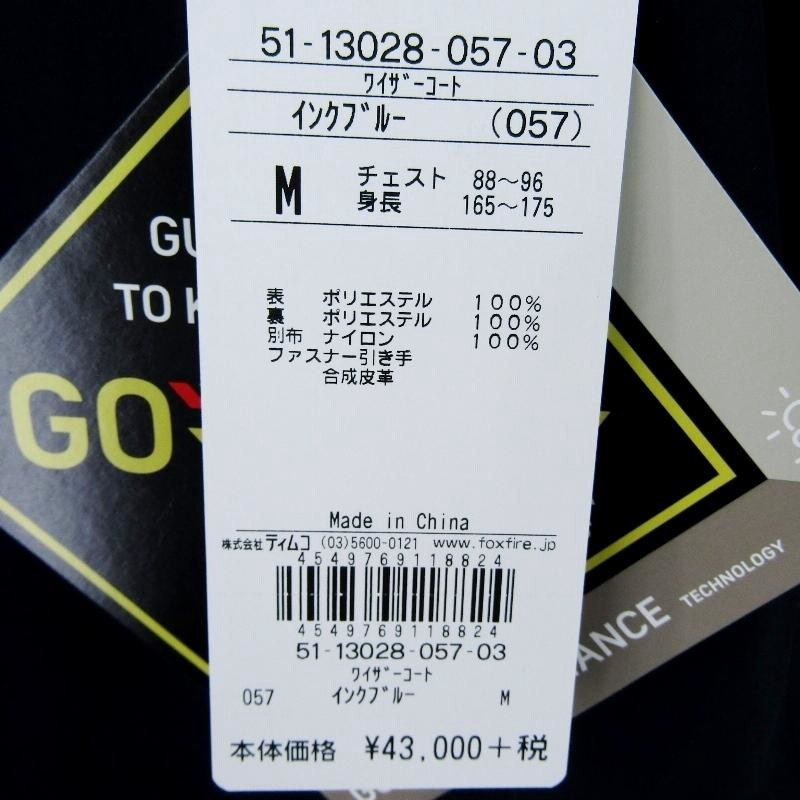 51-13028-057-03
ﾜｲｻﾞｰｺｰﾄ
ｲﾝｸﾌﾞﾙｰ (057)
M チェスト 88～96
身長 165～175
表 ポリエステル 100%
裏 ポリエステル 100%
別布 ナイロン 100%
ファスナー引き手
合成皮革
Made in China
株式会社 ティムコ (03)5600-0121 www.foxfire.jp
4549769118824
4549769118824
51-13028-057-03
ﾜｲｻﾞｰｺｰﾄ
057 ｲﾝｸﾌﾞﾙｰ M
本体価格 ¥43,000+税
TO
GO
TECHNOLOGY